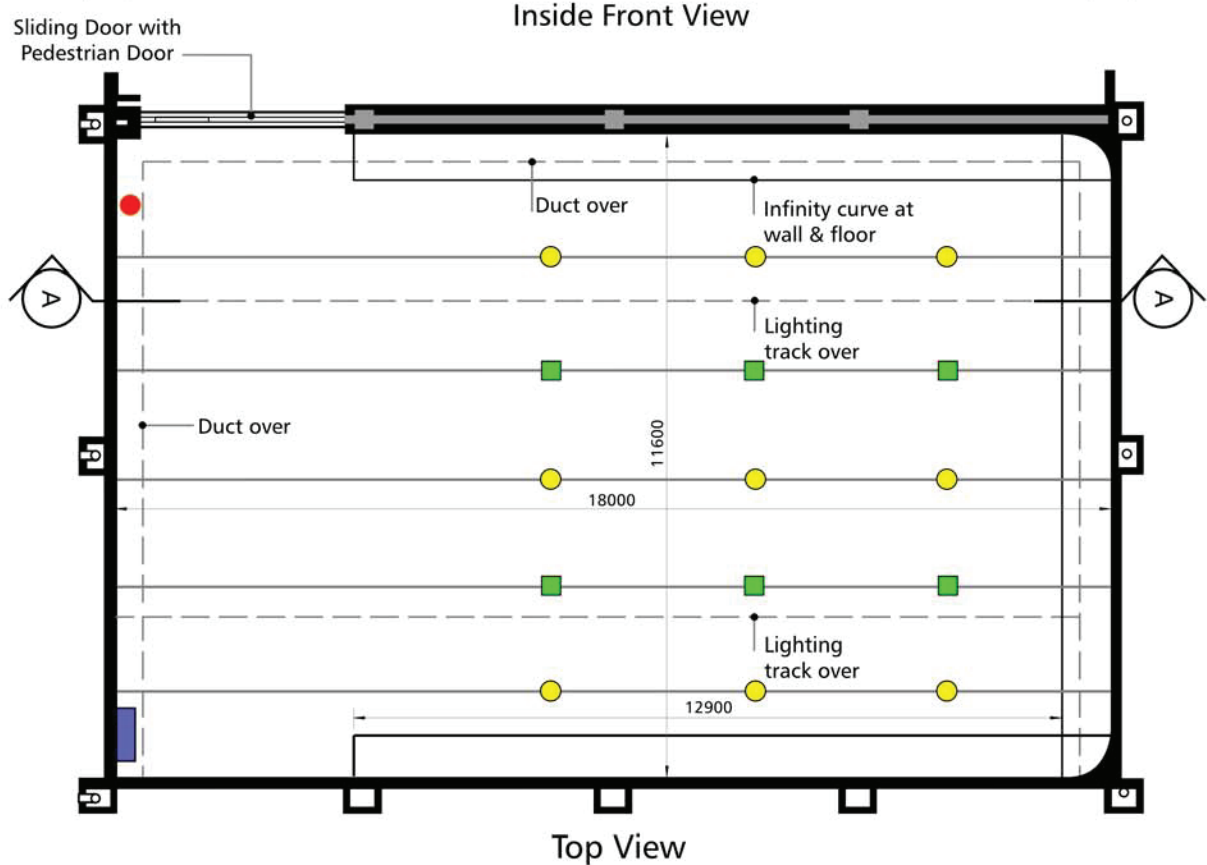 Inside Front View
Sliding Door with
Pedestrian Door
Duct over
Infinity curve at
wall & floor
A
A
Lighting
track over
Duct over
11600
18000
Lighting
track over
12900
Top View